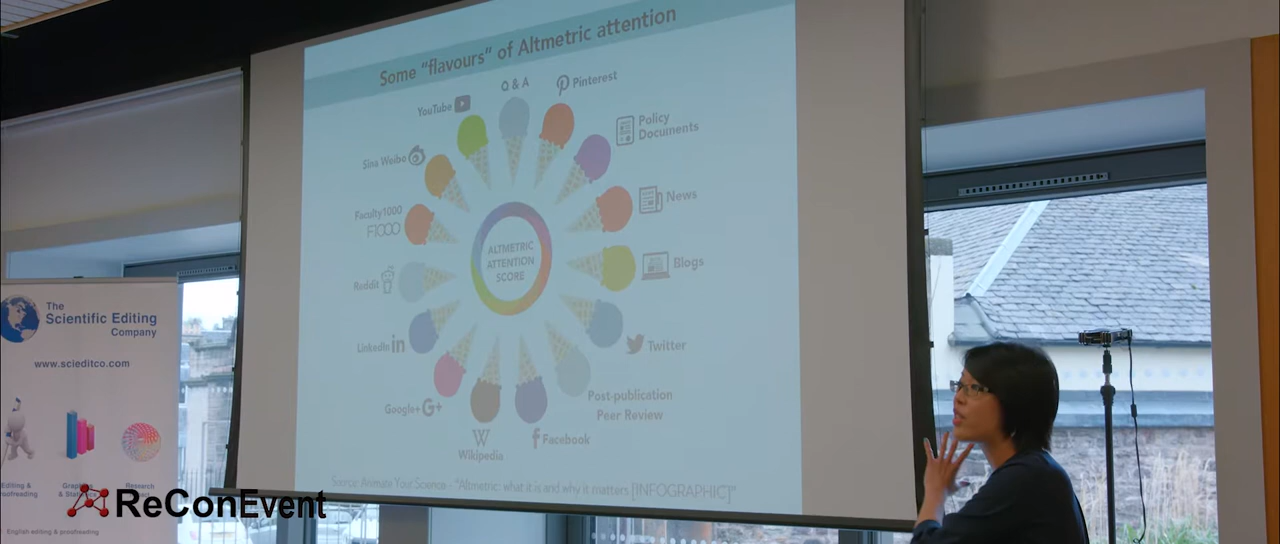 Some "flavours" of Altmetric attention
Q & A
Pinterest
YouTube
Policy
Documents
Sina Weibo
News
Faculty1000
F1000
ALTMETRIC
ATTENTION
SCORE
Blogs
Reddit
LinkedIn in
Twitter
Google+ G+
Post-publication
Peer Review
W
Wikipedia
f Facebook
Source: Animate Your Science - "Altmetric: what it is and why it matters [INFOGRAPHIC]"
The
Scientific Editing
Company
www.scieditco.com
Editing &
Research
ReConEvent
English editing & proofreading